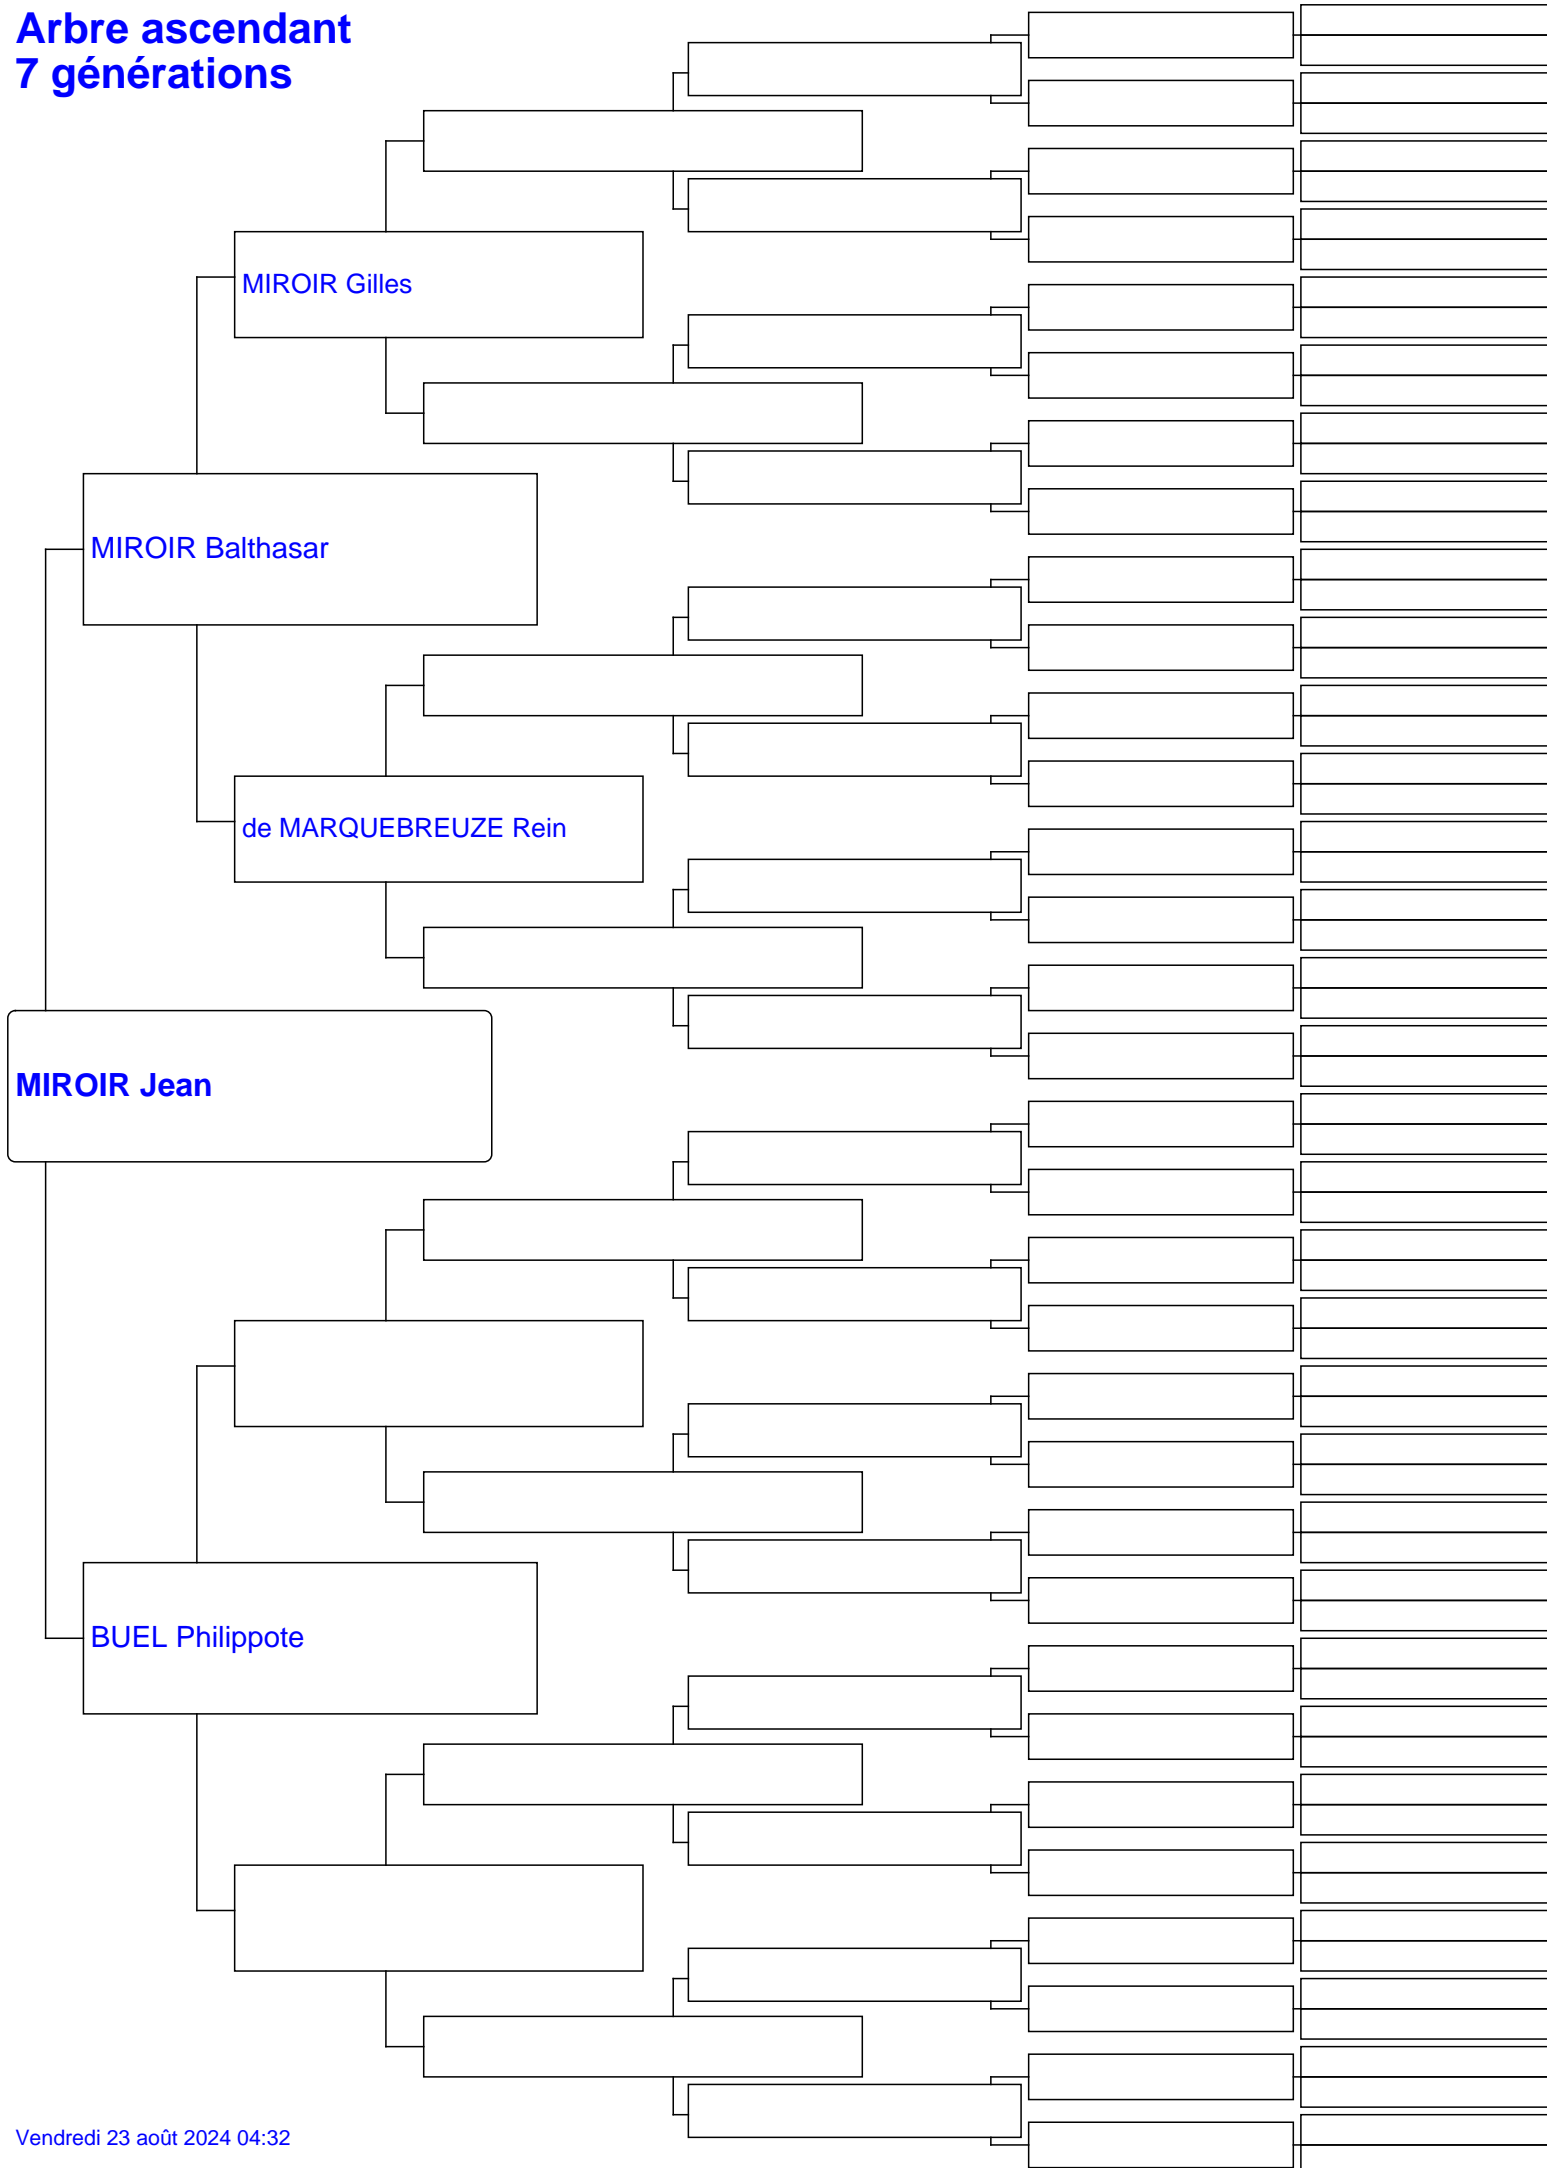 Arbre ascendant
7 générations
MIROIR Gilles
MIROIR Balthasar
de MARQUEBREUZE Rein
MIROIR Jean
BUEL Philippote
Vendredi 23 août 2024 04:32